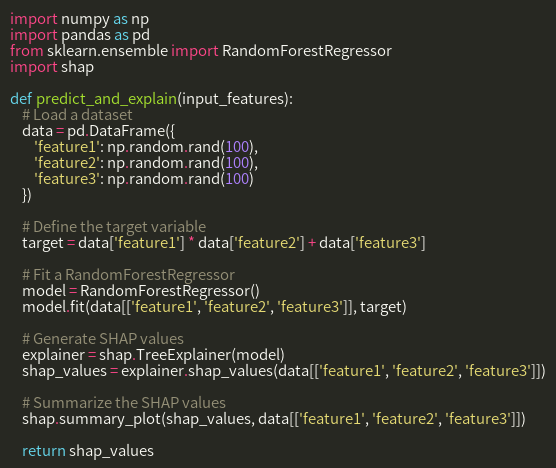 import numpy as np
import pandas as pd
from sklearn.ensemble import RandomForestRegressor
import shap

def predict_and_explain(input_features):
    # Load a dataset
    data = pd.DataFrame({
        'feature1': np.random.rand(100),
        'feature2': np.random.rand(100),
        'feature3': np.random.rand(100)
    })

    # Define the target variable
    target = data['feature1'] * data['feature2'] + data['feature3']

    # Fit a RandomForestRegressor
    model = RandomForestRegressor()
    model.fit(data[['feature1', 'feature2', 'feature3']], target)

    # Generate SHAP values
    explainer = shap.TreeExplainer(model)
    shap_values = explainer.shap_values(data[['feature1', 'feature2', 'feature3']])

    # Summarize the SHAP values
    shap.summary_plot(shap_values, data[['feature1', 'feature2', 'feature3']])

    return shap_values